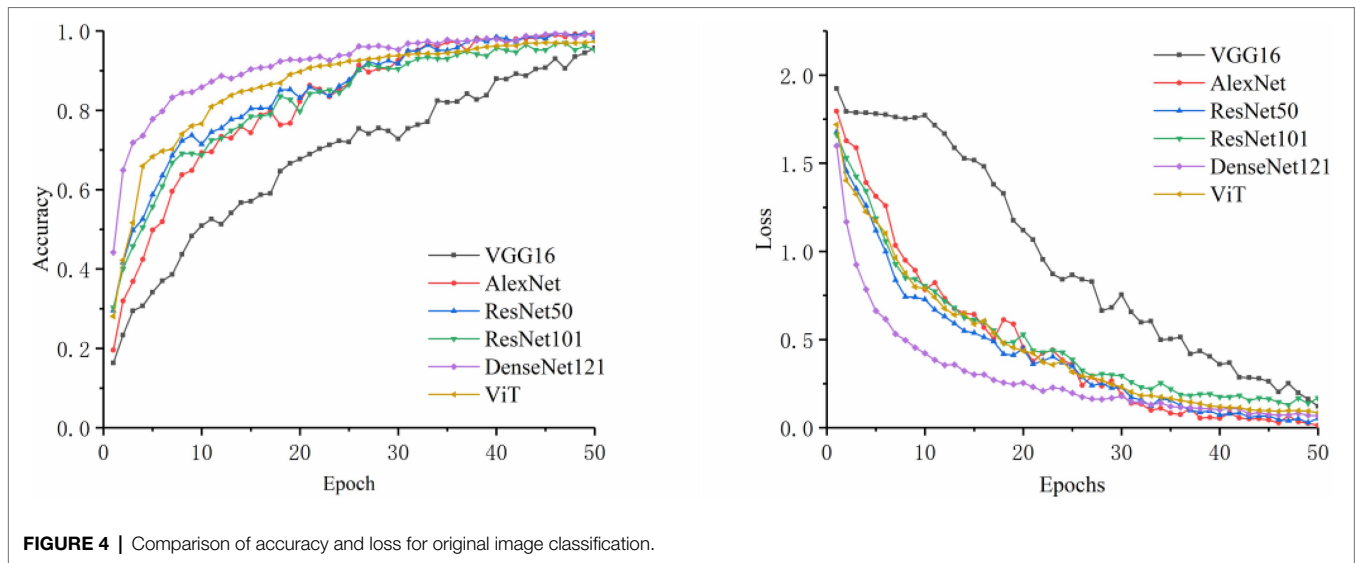 1.0
0.8
0.6
0.4
0.2
0.0
Accuracy
0 10 20 30 40 50
Epoch
VGG16
AlexNet
ResNet50
ResNet101
DenseNet121
ViT
2.0
1.5
1.0
0.5
0.0
Loss
0 10 20 30 40 50
Epochs
VGG16
AlexNet
ResNet50
ResNet101
DenseNet121
ViT
FIGURE 4 | Comparison of accuracy and loss for original image classification.